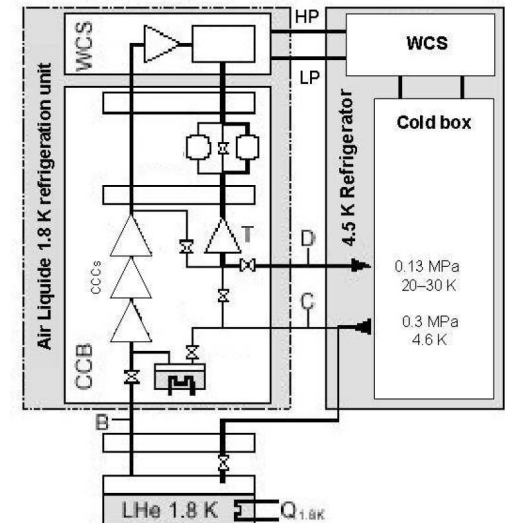 Air Liquide 1.8 K refrigeration unit
WCS
HP
LP
WCS
Cold box
4.5 K Refrigerator
CCCs
T
D
0.13 MPa
20–30 K
C
0.3 MPa
4.6 K
CCB
B
LHe 1.8 K
Q1.8K